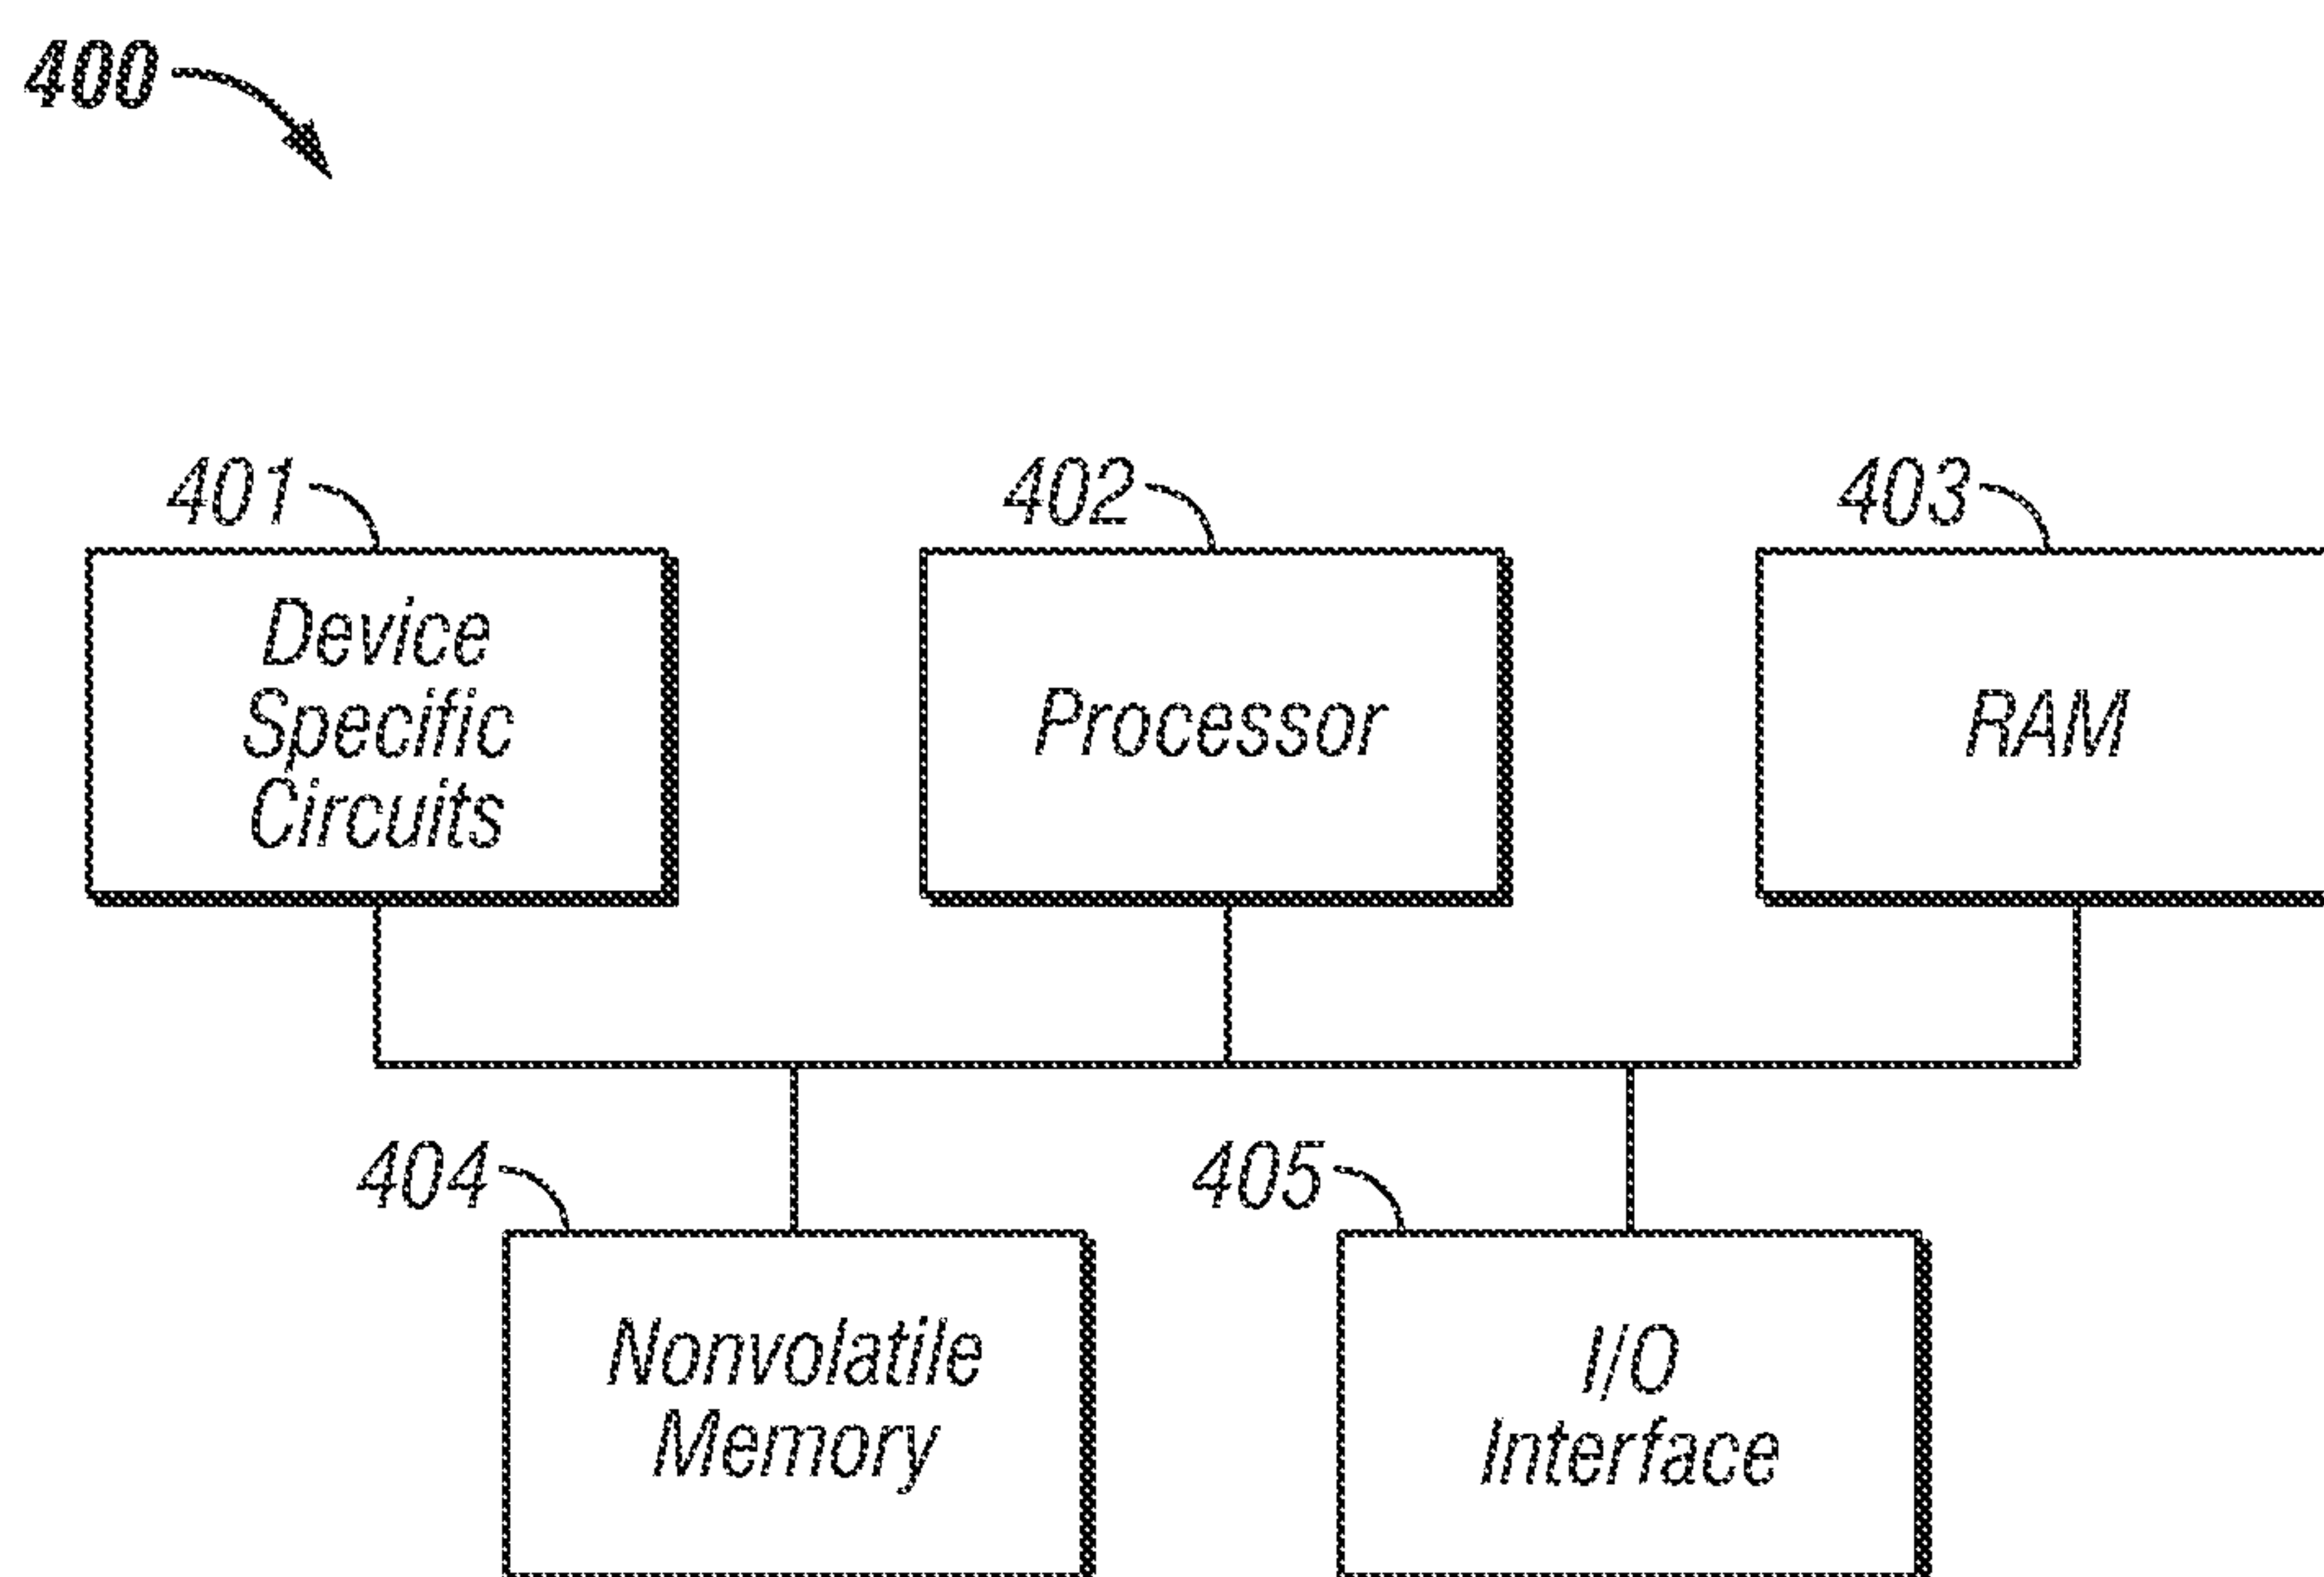 400
401
402
403
Device
Specific
Circuits
Processor
RAM
404
405
Nonvolatile
Memory
I/O
Interface